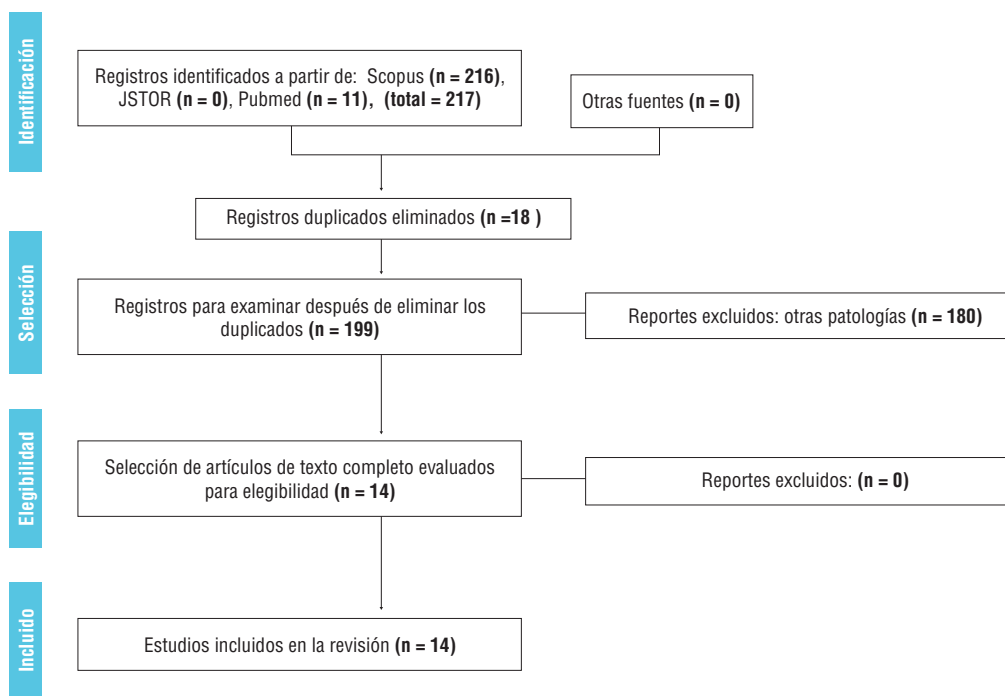 Identificación
Registros identificados a partir de: Scopus (n = 216),
JSTOR (n = 0), Pubmed (n = 11), (total = 217)
Otras fuentes (n = 0)
Registros duplicados eliminados (n =18 )
Selección
Registros para examinar después de eliminar los
duplicados (n = 199)
Reportes excluidos: otras patologías (n = 180)
Elegibilidad
Selección de artículos de texto completo evaluados
para elegibilidad (n = 14)
Reportes excluidos: (n = 0)
Incluido
Estudios incluidos en la revisión (n = 14)